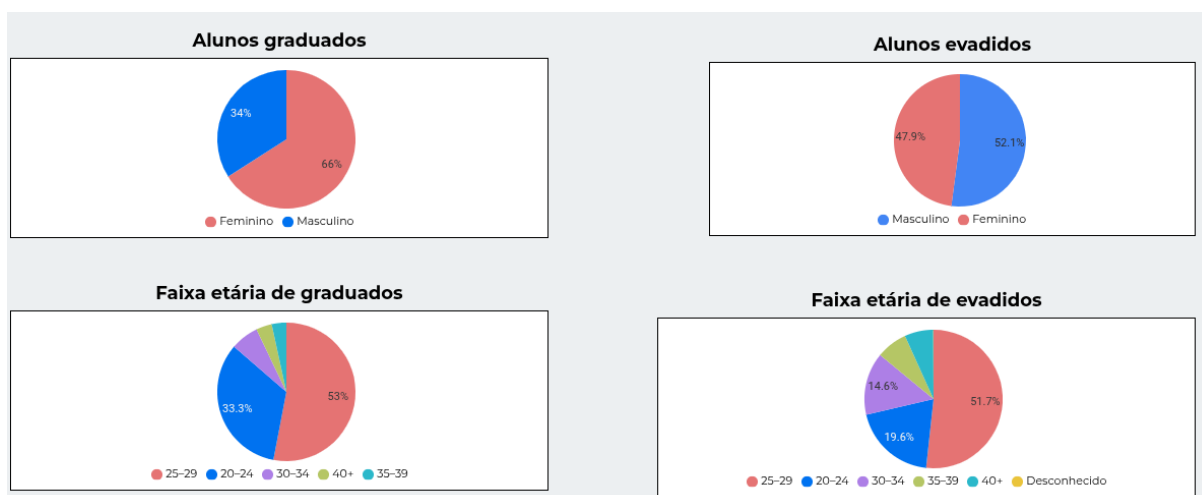 Alunos graduados
34%
66%
Feminino Masculino
Alunos evadidos
47.9%
52.1%
Masculino Feminino
Faixa etária de graduados
33.3%
53%
25–29 20–24 30–34 40+ 35–39
Faixa etária de evadidos
14.6%
51.7%
19.6%
25–29 20–24 30–34 35–39 40+ Desconhecido